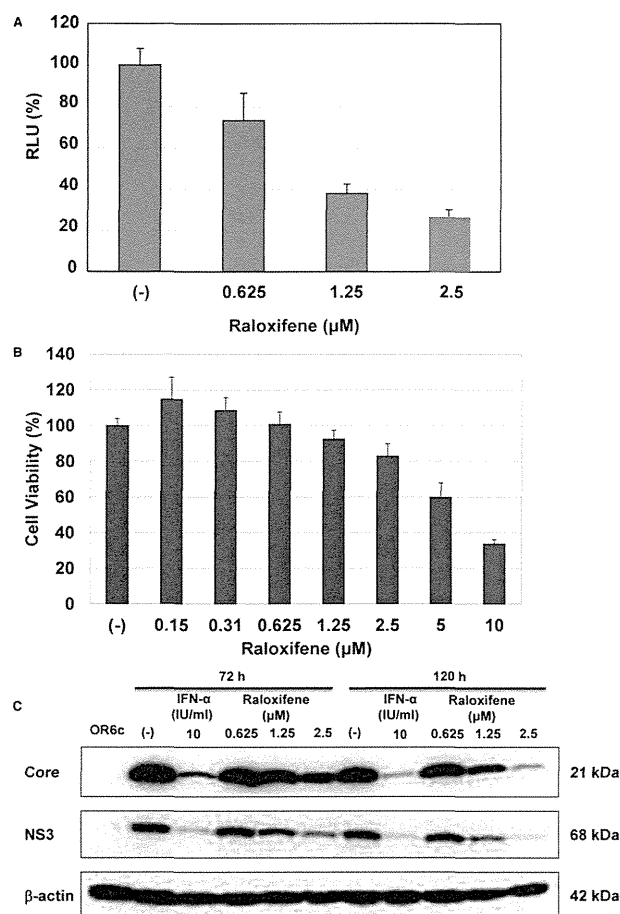 A
120
100
80
60
40
20
0
RLU (%)
(-) 0.625 1.25 2.5
Raloxifene (µM)
B
140
120
100
80
60
40
20
0
Cell Viability (%)
(-) 0.15 0.31 0.625 1.25 2.5 5 10
Raloxifene (µM)
C
72 h 120 h
IFN-α Raloxifene IFN-α Raloxifene
(IU/ml) (µM) (IU/ml) (µM)
OR6c (-) 10 0.625 1.25 2.5 (-) 10 0.625 1.25 2.5
Core 21 kDa
NS3 68 kDa
β-actin 42 kDa